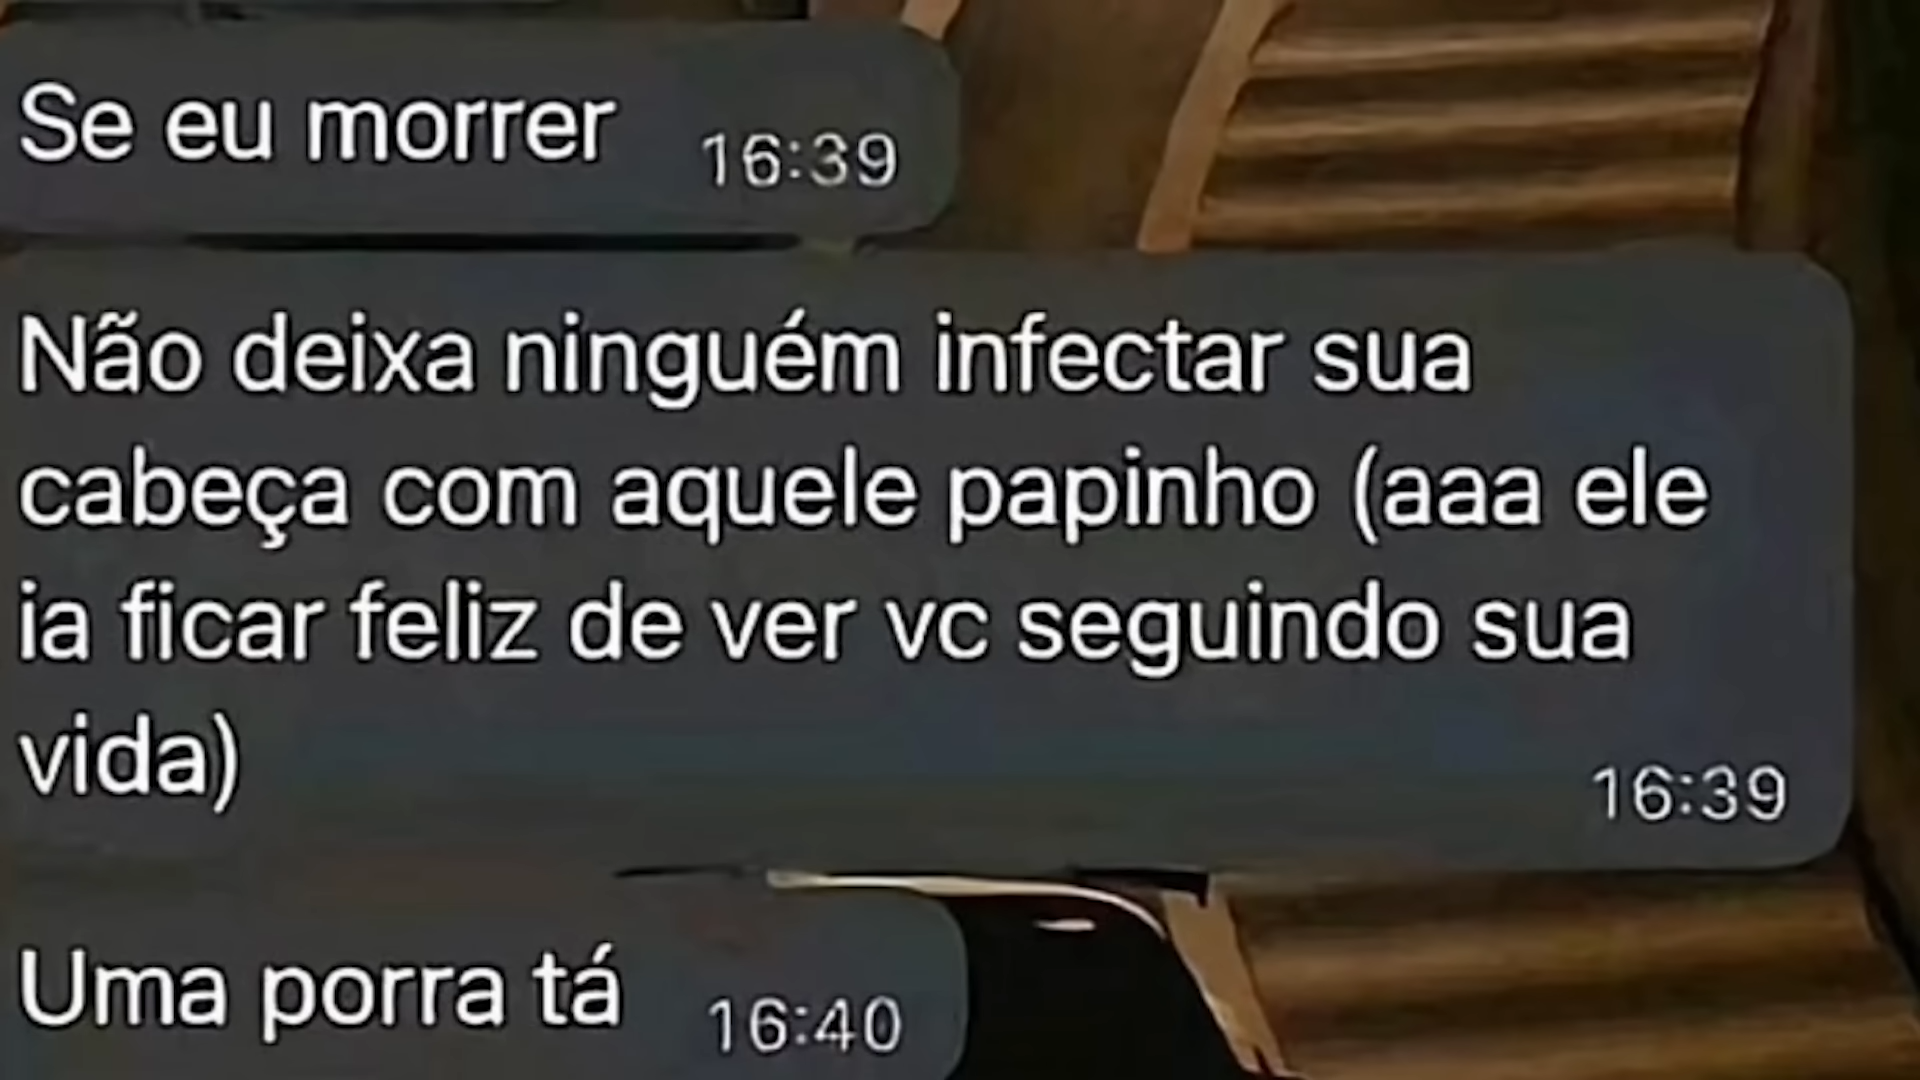 Se eu morrer 16:39
Não deixa ninguém infectar sua
cabeça com aquele papinho (aaa ele
ia ficar feliz de ver vc seguindo sua
vida) 16:39
Uma porra tá 16:40